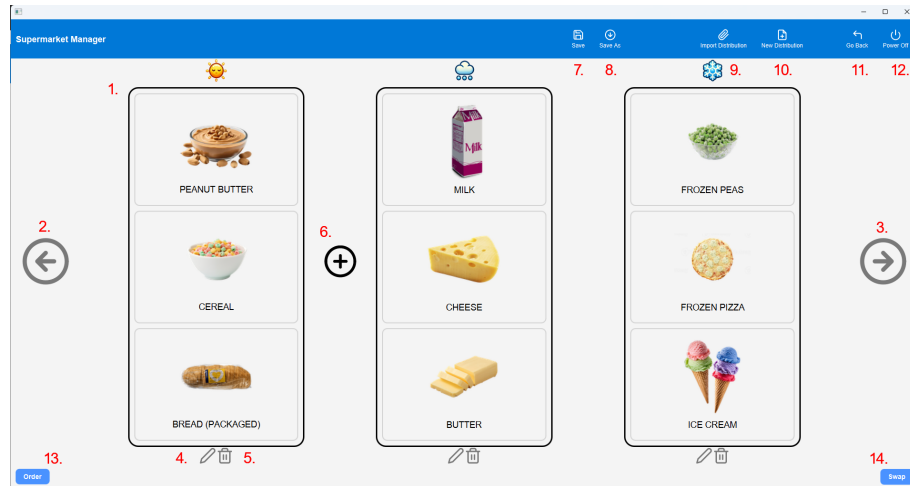 Supermarket Manager
Save
Save As
Import Distribution
New Distribution
Go Back
Power Off
7.
8.
9.
10.
11.
12.
1.
PEANUT BUTTER
Milk
MILK
FROZEN PEAS
2.
6.
3.
CEREAL
CHEESE
FROZEN PIZZA
BREAD (PACKAGED)
BUTTER
ICE CREAM
13.
4.
5.
14.
Order
Swap